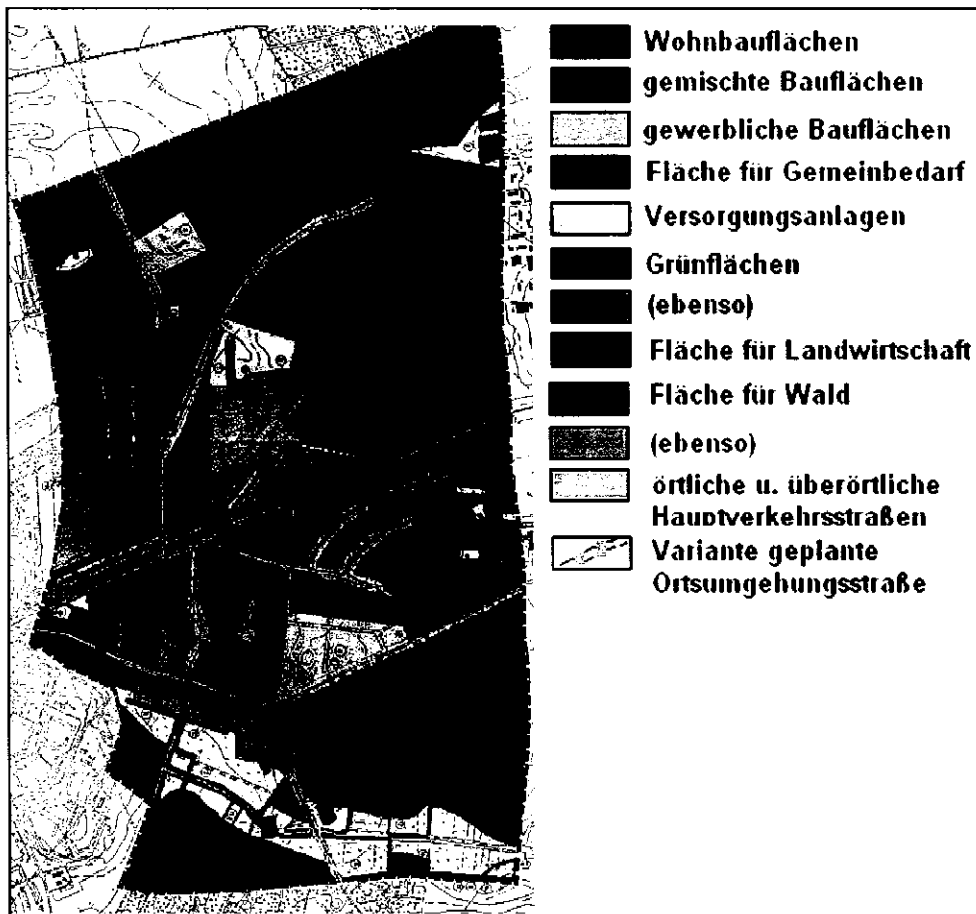 Wohnbauflächen
gemischte Bauflächen
gewerbliche Bauflächen
Fläche für Gemeinbedarf
Versorgungsanlagen
Grünflächen
(ebenso)
Fläche für Landwirtschaft
Fläche für Wald
(ebenso)
örtliche u. überörtliche
Hauptverkehrsstraßen
Variante geplante
Ortsumgehungsstraße